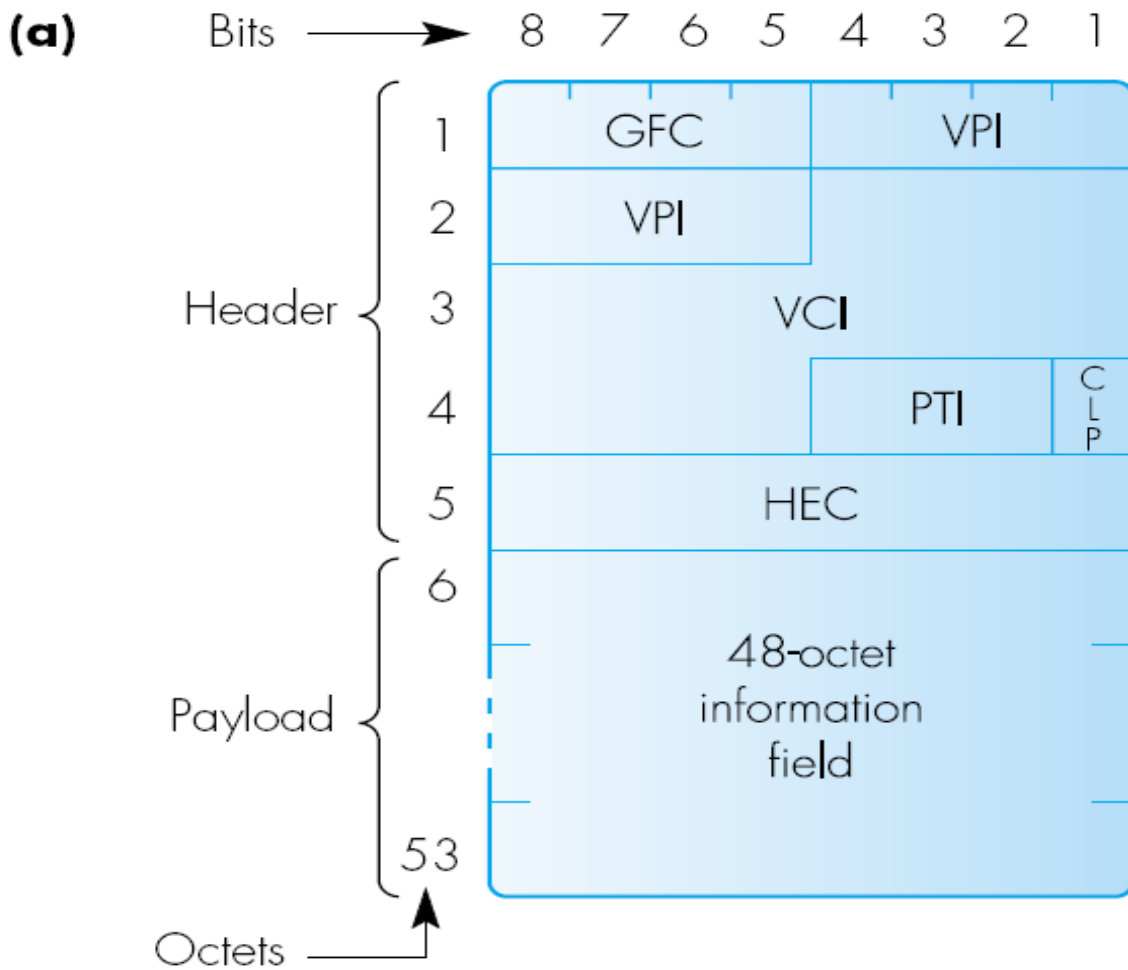 (a) Bits 8 7 6 5 4 3 2 1
1 GFC VPI
2 VPI
Header 3 VCI
4 PTI CLP
5 HEC
6
48-octet
Payload information
field
53
Octets